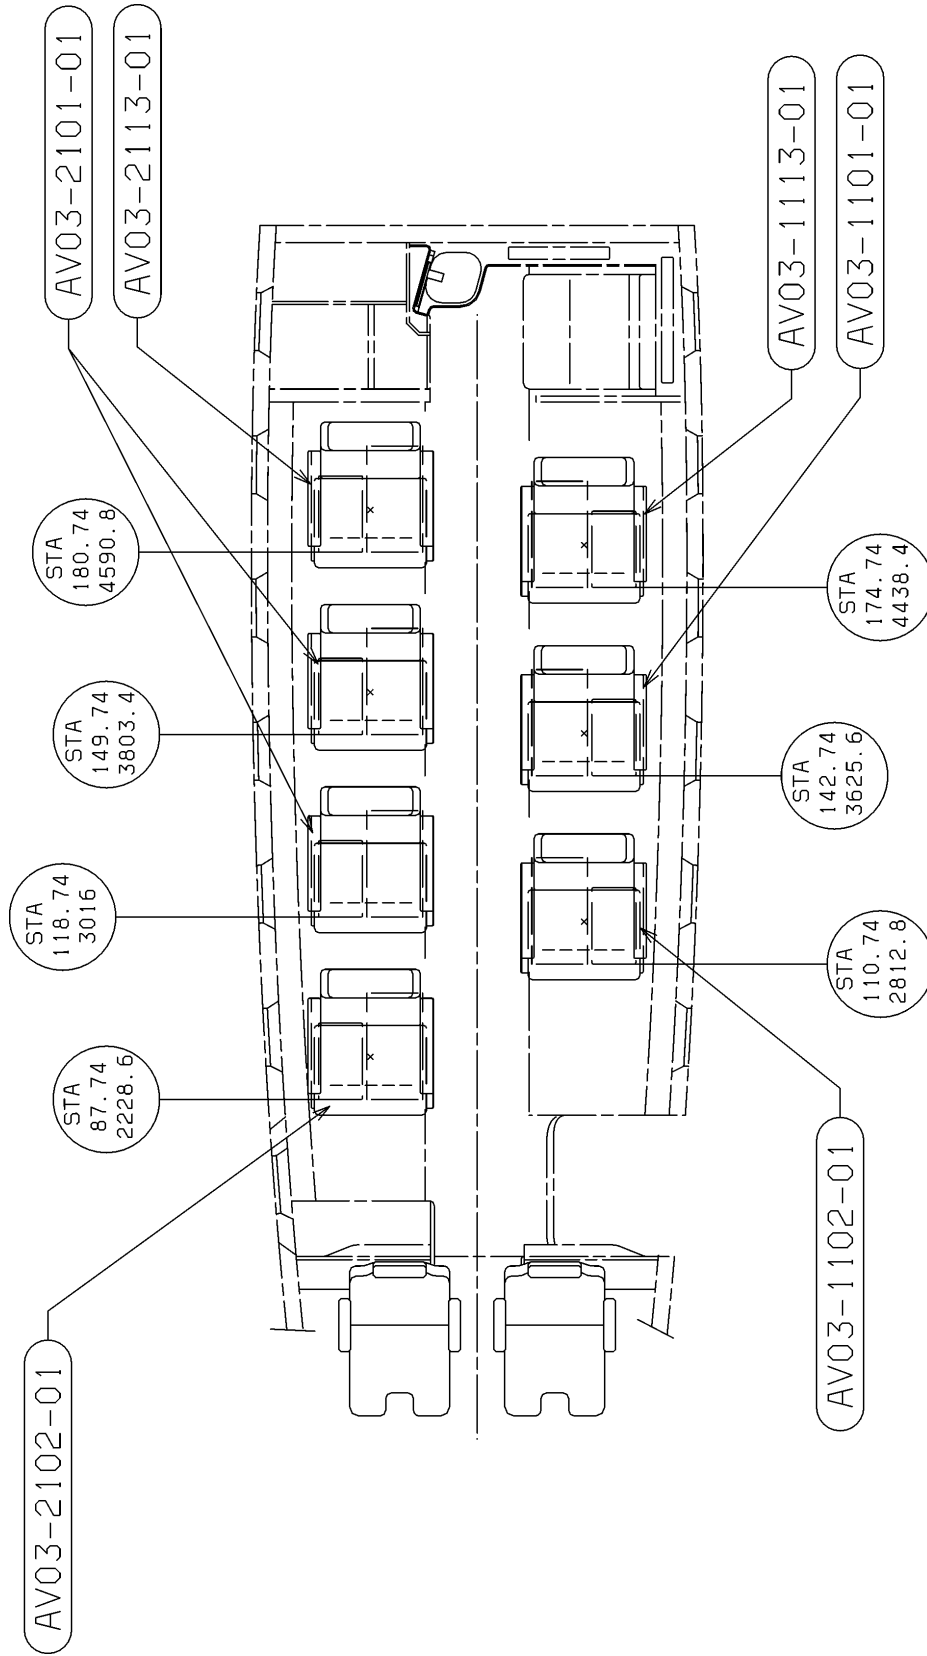 AV03-2101-01
AV03-2113-01
AV03-1113-01
AV03-1101-01
STA
180.74
4590.8
STA
149.74
3803.4
STA
118.74
3016
STA
87.74
2228.6
STA
174.74
4438.4
STA
142.74
3625.6
STA
110.74
2812.8
AV03-2102-01
AV03-1102-01